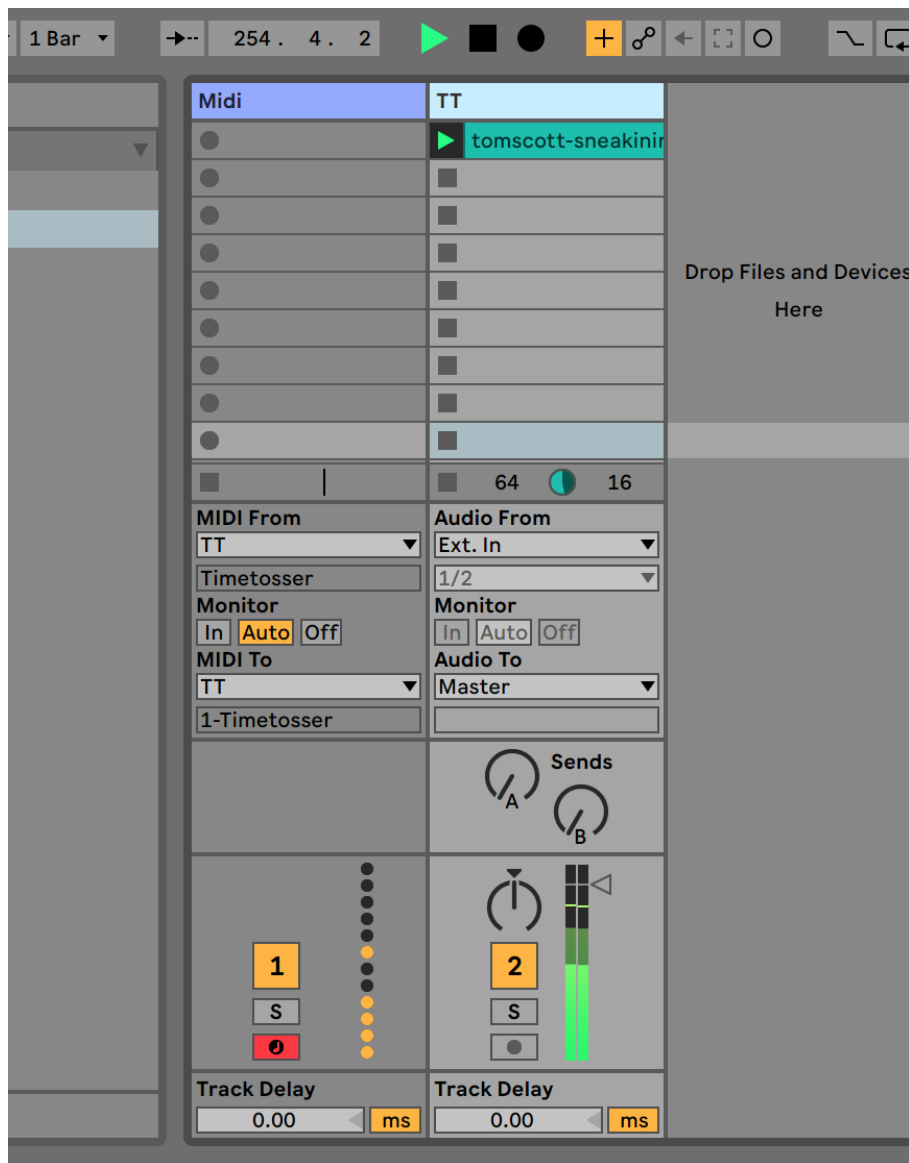 1 Bar
254 . 4 . 2
Midi
TT
tomscott-sneakinin
Drop Files and Devices
Here
64
16
MIDI From
TT
Timetosser
Monitor
In Auto Off
MIDI To
TT
1-Timetosser
Audio From
Ext. In
1/2
Monitor
In Auto Off
Audio To
Master
Sends
A
B
1
S
2
S
Track Delay
0.00 ms
Track Delay
0.00 ms